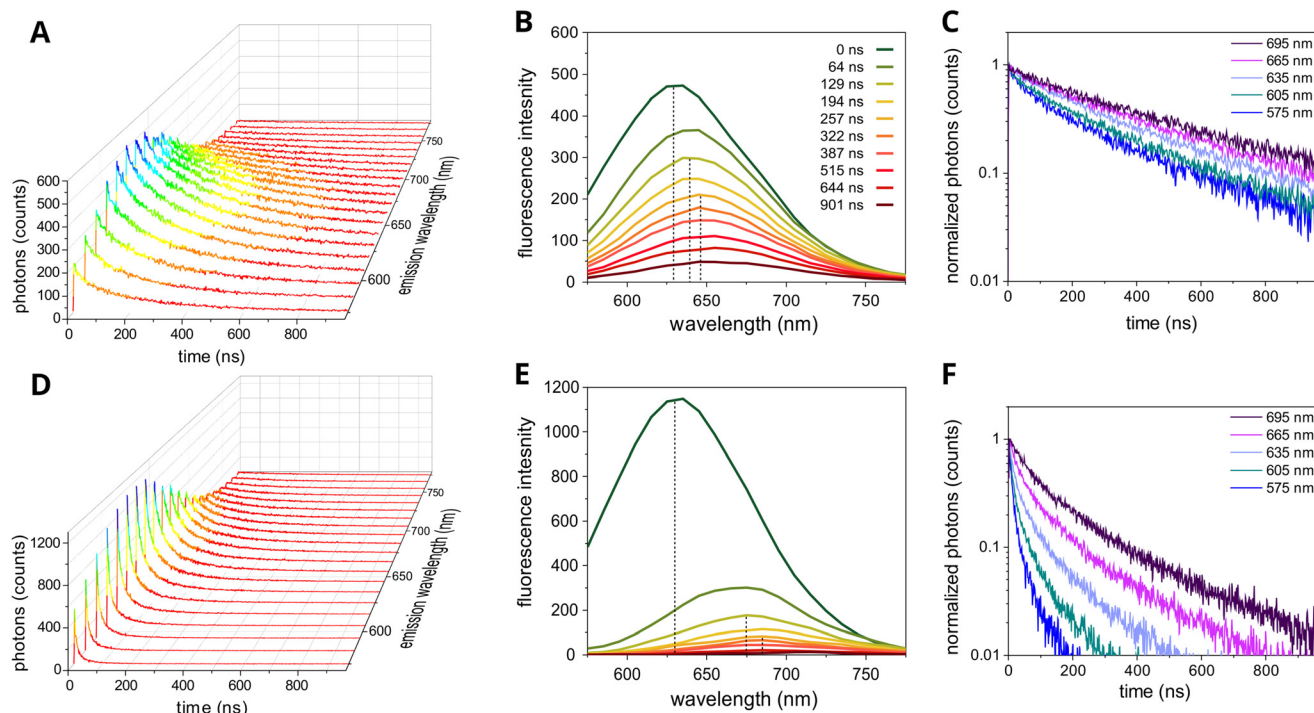 A
photons (counts)
600
500
400
300
200
100
0
0
200
400
600
800
time (ns)
600
650
700
750
emission wavelength (nm)
B
fluorescence intesnity
600
500
400
300
200
100
0
600
650
700
750
wavelength (nm)
0 ns
64 ns
129 ns
194 ns
257 ns
322 ns
387 ns
515 ns
644 ns
901 ns
C
normalized photons (counts)
1
0.1
0.01
0
200
400
600
800
time (ns)
695 nm
665 nm
635 nm
605 nm
575 nm
D
photons (counts)
1200
800
400
0
0
200
400
600
800
time (ns)
600
650
700
750
emission wavelength (nm)
E
fluorescence intesnity
1200
1000
800
600
400
200
0
600
650
700
750
wavelength (nm)
F
normalized photons (counts)
1
0.1
0.01
0
200
400
600
800
time (ns)
695 nm
665 nm
635 nm
605 nm
575 nm